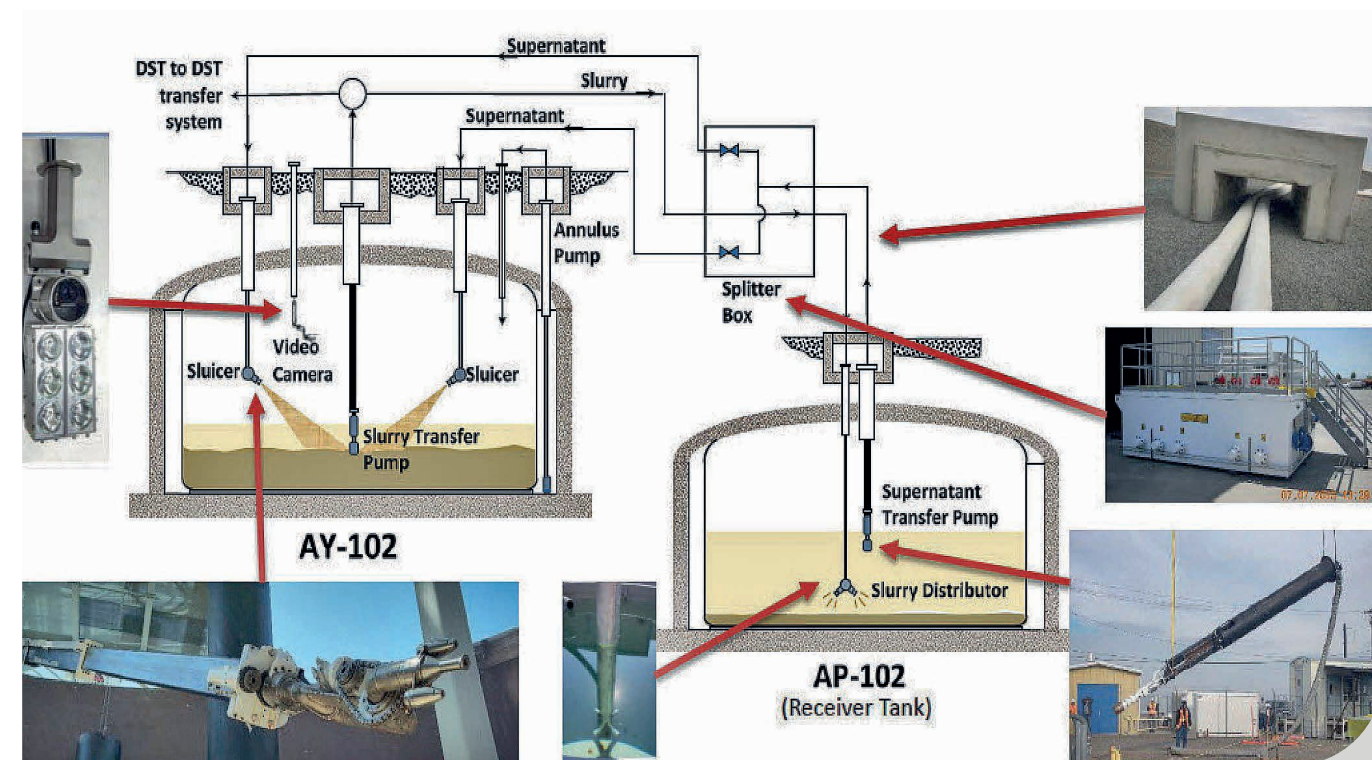 Supernatant
DST to DST
transfer
system
Slurry
Supernatant
Annulus
Pump
Splitter
Box
Video
Camera
Sluicer
Sluicer
Slurry Transfer
Pump
AY-102
Supernatant
Transfer Pump
Slurry Distributor
AP-102
(Receiver Tank)